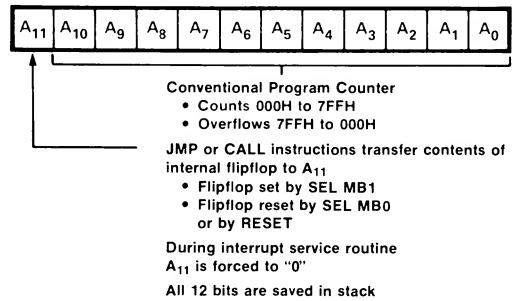 A11 A10 A9 A8 A7 A6 A5 A4 A3 A2 A1 A0
Conventional Program Counter
• Counts 000H to 7FFH
• Overflows 7FFH to 000H
JMP or CALL instructions transfer contents of
internal flipflop to A11
• Flipflop set by SEL MB1
• Flipflop reset by SEL MB0
or by RESET
During interrupt service routine
A11 is forced to “0”
All 12 bits are saved in stack